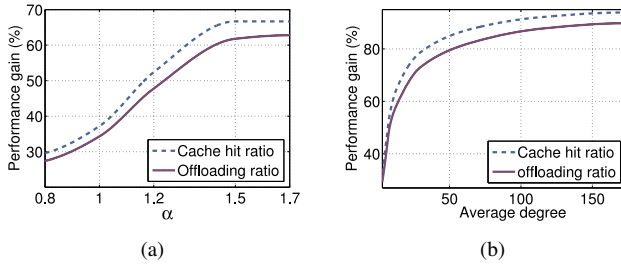 Performance gain (%)
70
60
50
40
30
20
0.8 1 1.2 1.5 1.7
α
Cache hit ratio
Offloading ratio
(a)
Performance gain (%)
80
60
40
50 100 150
Average degree
Cache hit ratio
offloading ratio
(b)